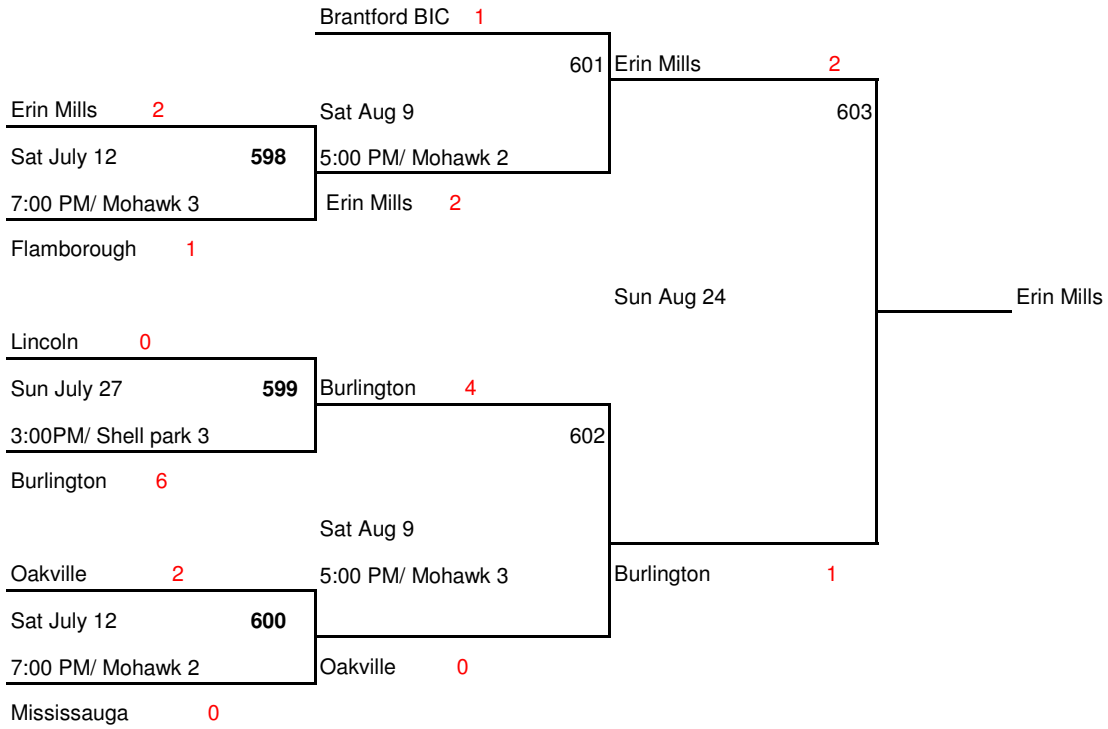 Brantford BIC 1
601 Erin Mills 2
Erin Mills 2 Sat Aug 9 603
Sat July 12 598 5:00 PM/ Mohawk 2
7:00 PM/ Mohawk 3 Erin Mills 2
Flamborough 1
Sun Aug 24 Erin Mills
Lincoln 0
Sun July 27 599 Burlington 4
3:00PM/ Shell park 3 602
Burlington 6
Sat Aug 9
Oakville 2 5:00 PM/ Mohawk 3 Burlington 1
Sat July 12 600
7:00 PM/ Mohawk 2 Oakville 0
Mississauga 0